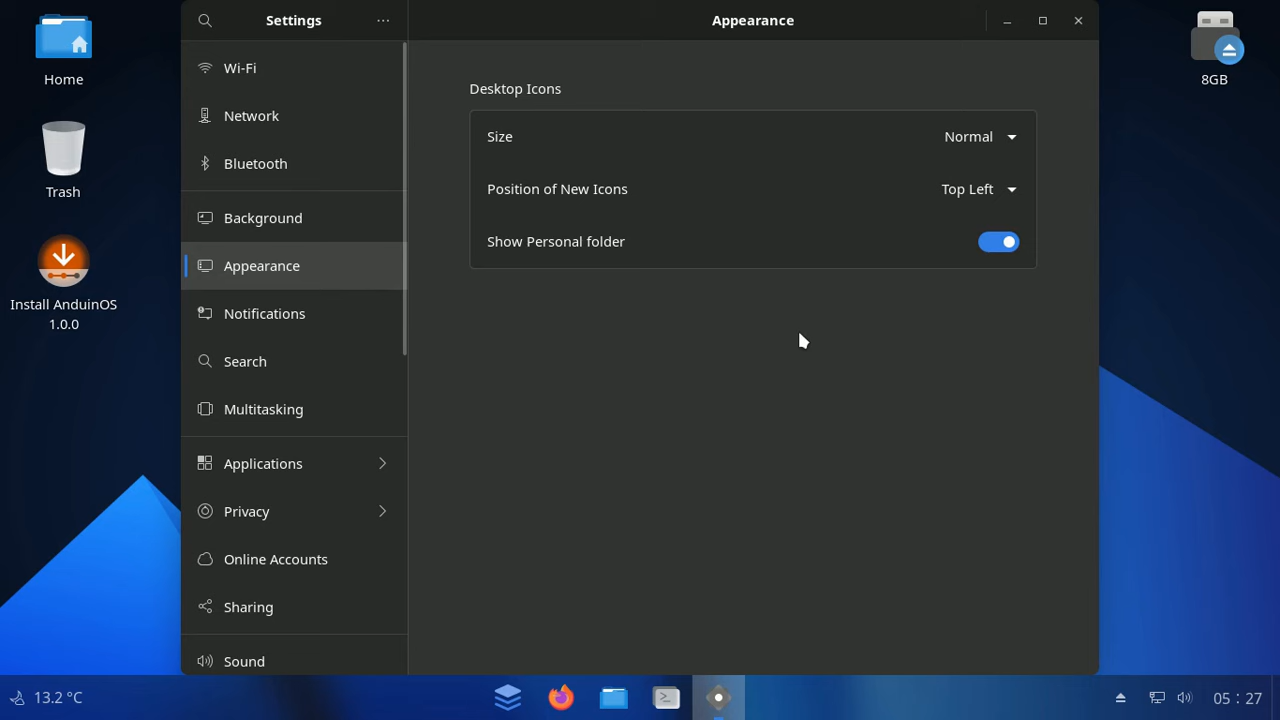 Home
Trash
Install AnduinOS
1.0.0
Settings
Wi-Fi
Network
Bluetooth
Background
Appearance
Notifications
Search
Multitasking
Applications
Privacy
Online Accounts
Sharing
Sound
Appearance
Desktop Icons
Size Normal
Position of New Icons Top Left
Show Personal folder
8GB
13.2 °C
05 : 27